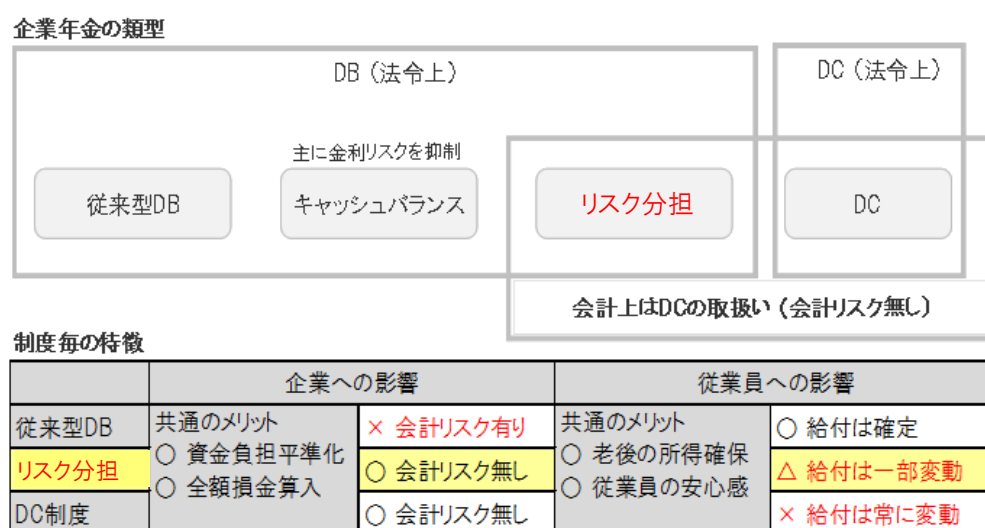 企業年金の類型
DB（法令上）
DC（法令上）
主に金利リスクを抑制
従来型DB
キャッシュバランス
リスク分担
DC
会計上はDCの取扱い（会計リスク無し）
制度毎の特徴
企業への影響
従業員への影響
従来型DB
共通のメリット
× 会計リスク有り
共通のメリット
○ 給付は確定
○ 資金負担平準化
○ 老後の所得確保
リスク分担
○ 会計リスク無し
△ 給付は一部変動
○ 全額損金算入
○ 従業員の安心感
DC制度
○ 会計リスク無し
× 給付は常に変動